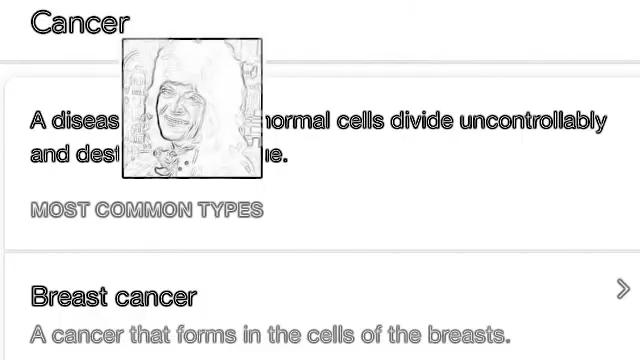 Cancer
A diseas normal cells divide uncontrollably
and dest ue.
MOST COMMON TYPES
Breast cancer
A cancer that forms in the cells of the breasts.